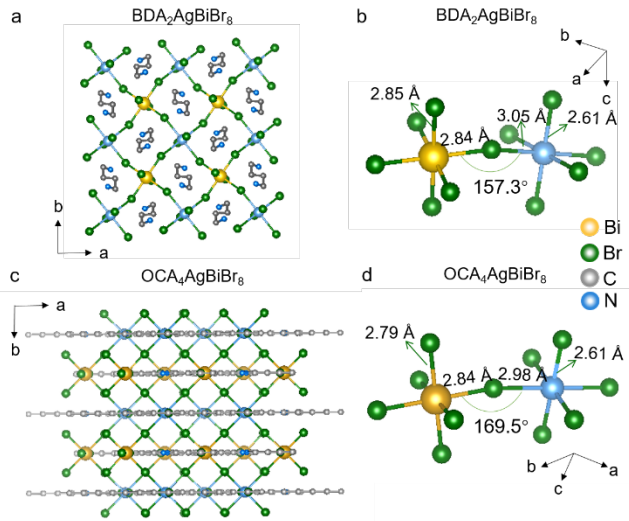 a
BDA₂AgBiBr₈
b
a
b
BDA₂AgBiBr₈
b
a
c
2.85 Å
2.84 Å
3.05 Å
2.61 Å
157.3°
Bi
Br
C
N
c
OCA₄AgBiBr₈
a
b
d
OCA₄AgBiBr₈
2.79 Å
2.84 Å
2.98 Å
2.61 Å
169.5°
b
c
a